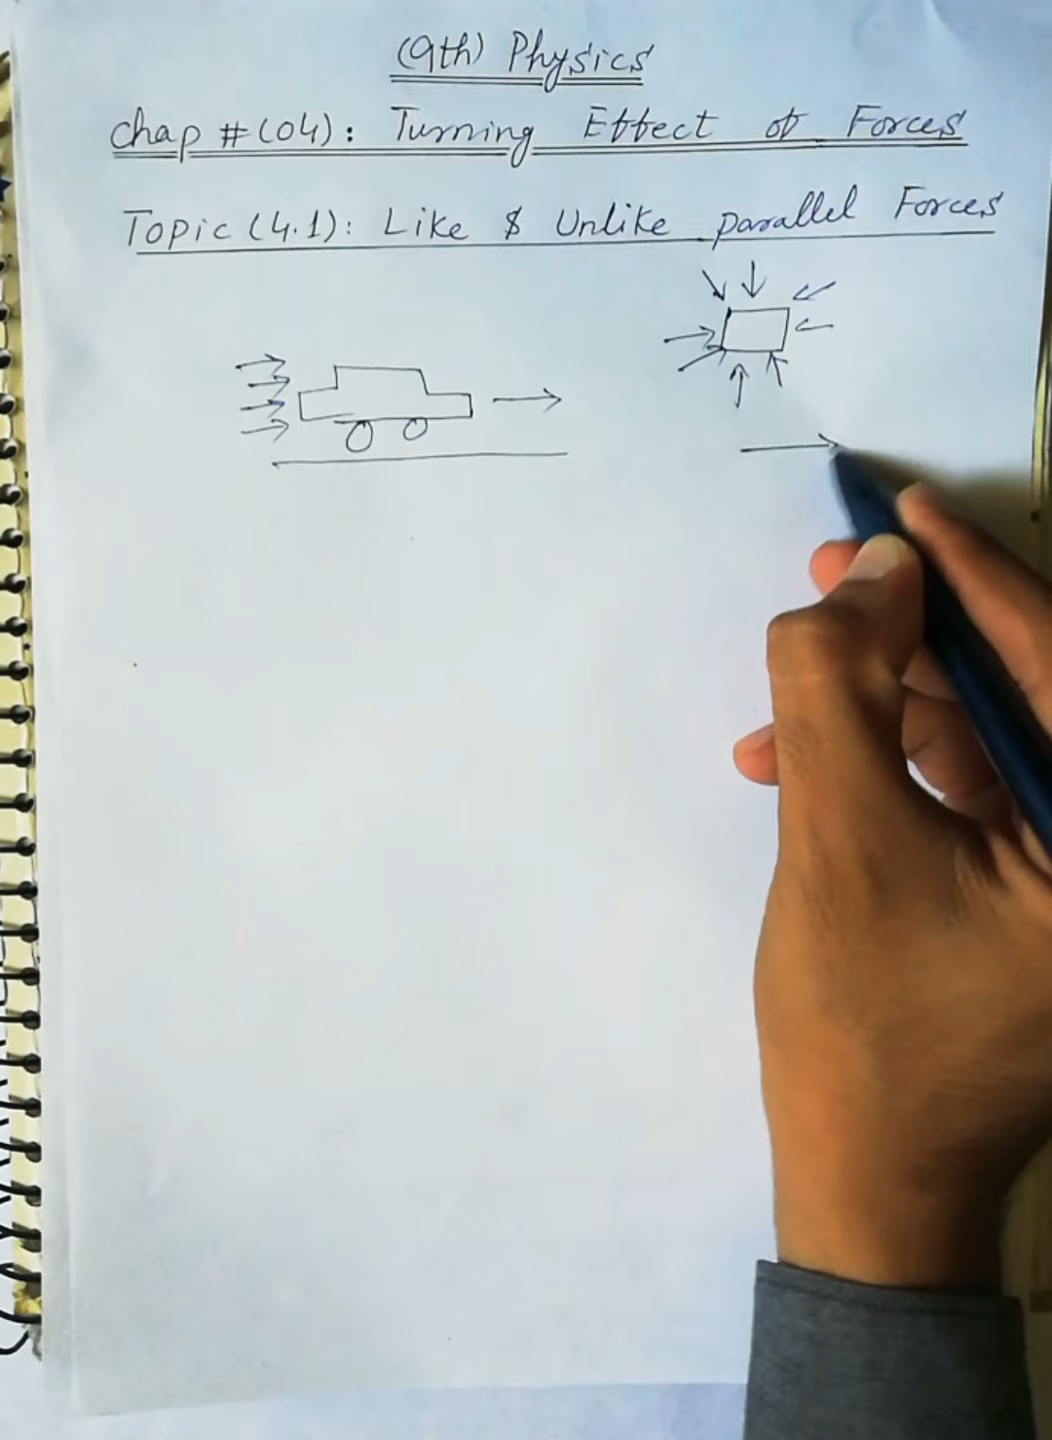 (9th) Physics
Chap # (04): Turning Effect of Forces
Topic (4.1): Like & Unlike parallel Forces